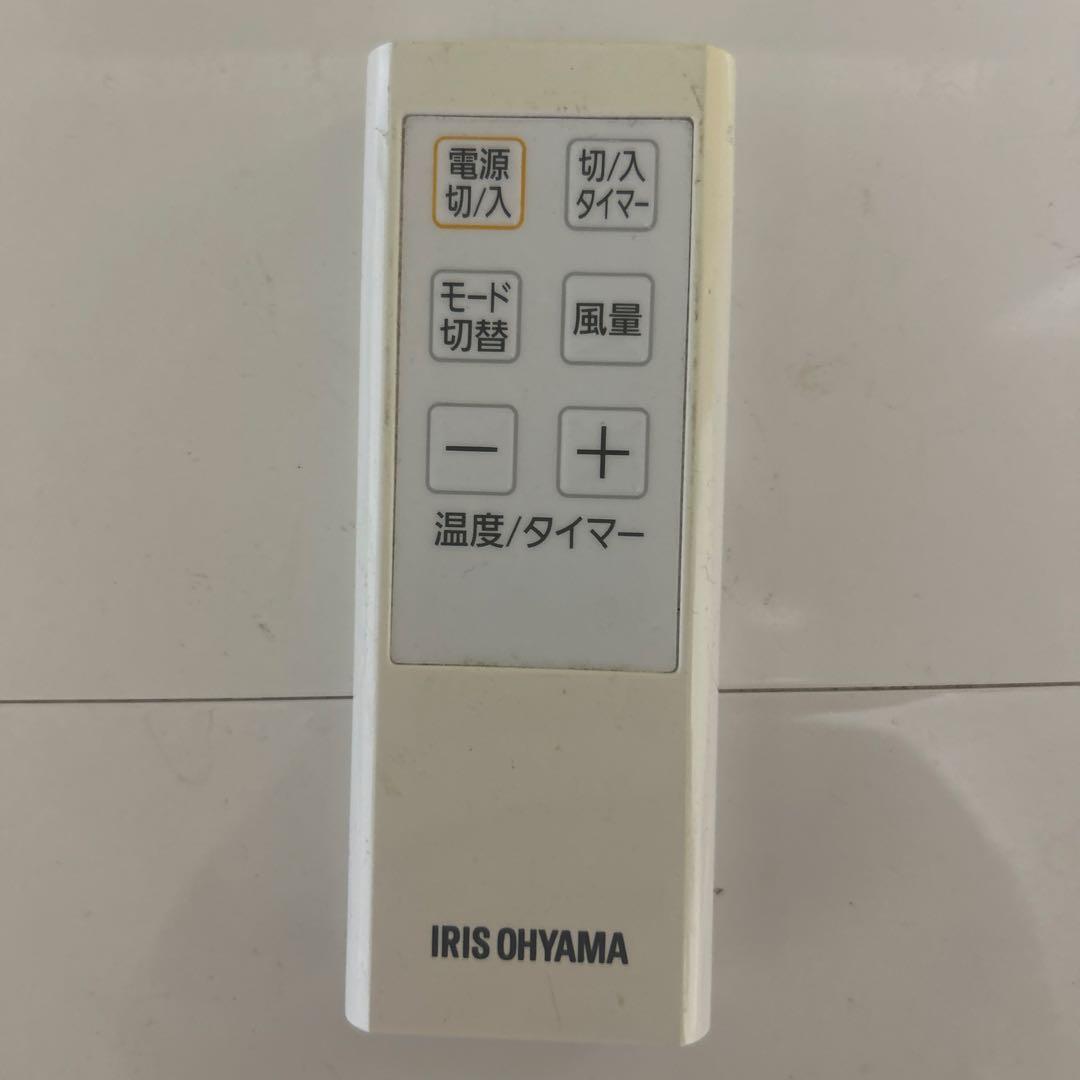 電源
切/入
切/入
タイマー
モード
切替
風量
－
＋
温度/タイマー
IRIS OHYAMA